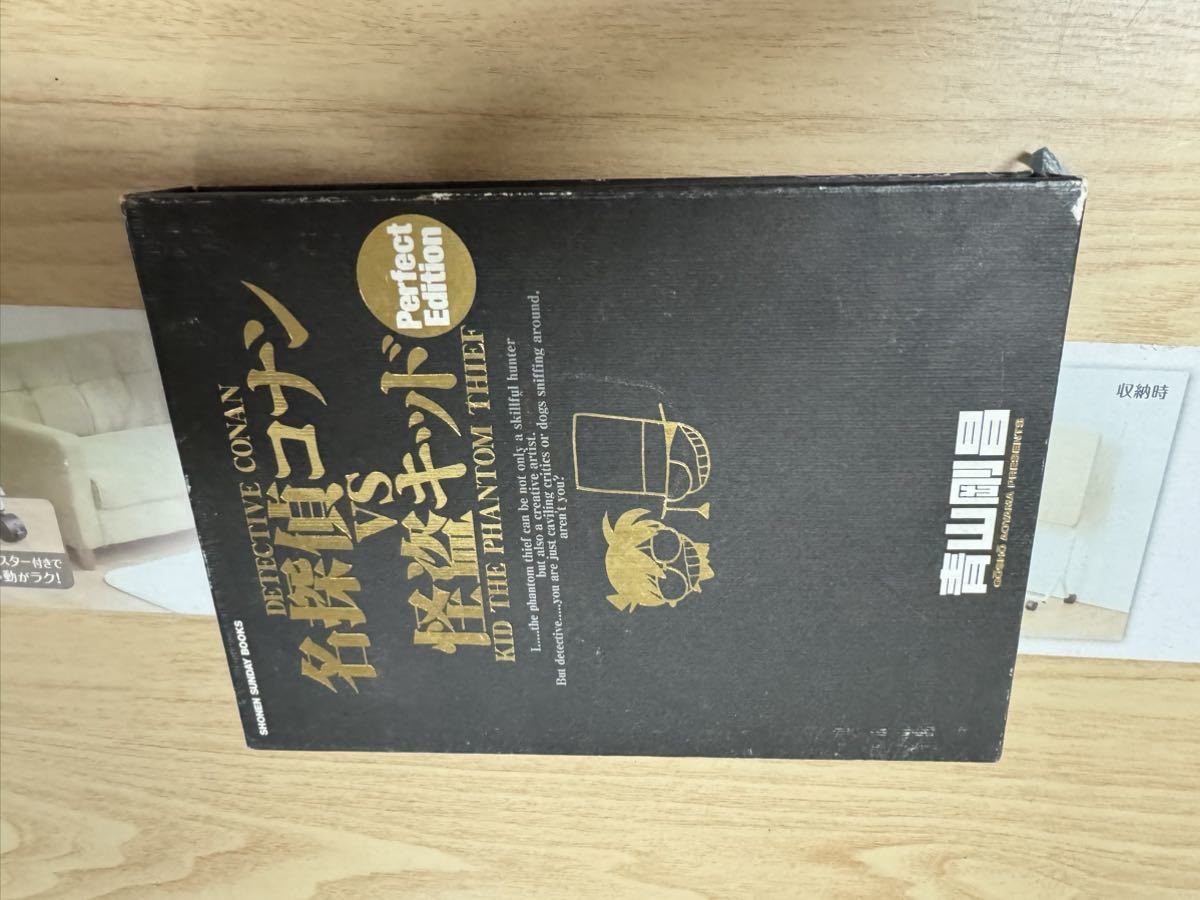 SHONEN SUNDAY BOOKS
DETECTIVE CONAN
名探偵コナン
VS
怪盗キッド
KID THE PHANTOM THIEF
Perfect
Edition
I.....the phantom thief can be not only a skillful hunter
but also a creative artist.
But detective.....you are just caviling critics or dogs sniffing around.
aren't you?
青山剛昌
GŌSHŌ AOYAMA PRESENTS
収納時
スター付きで
動がラク!